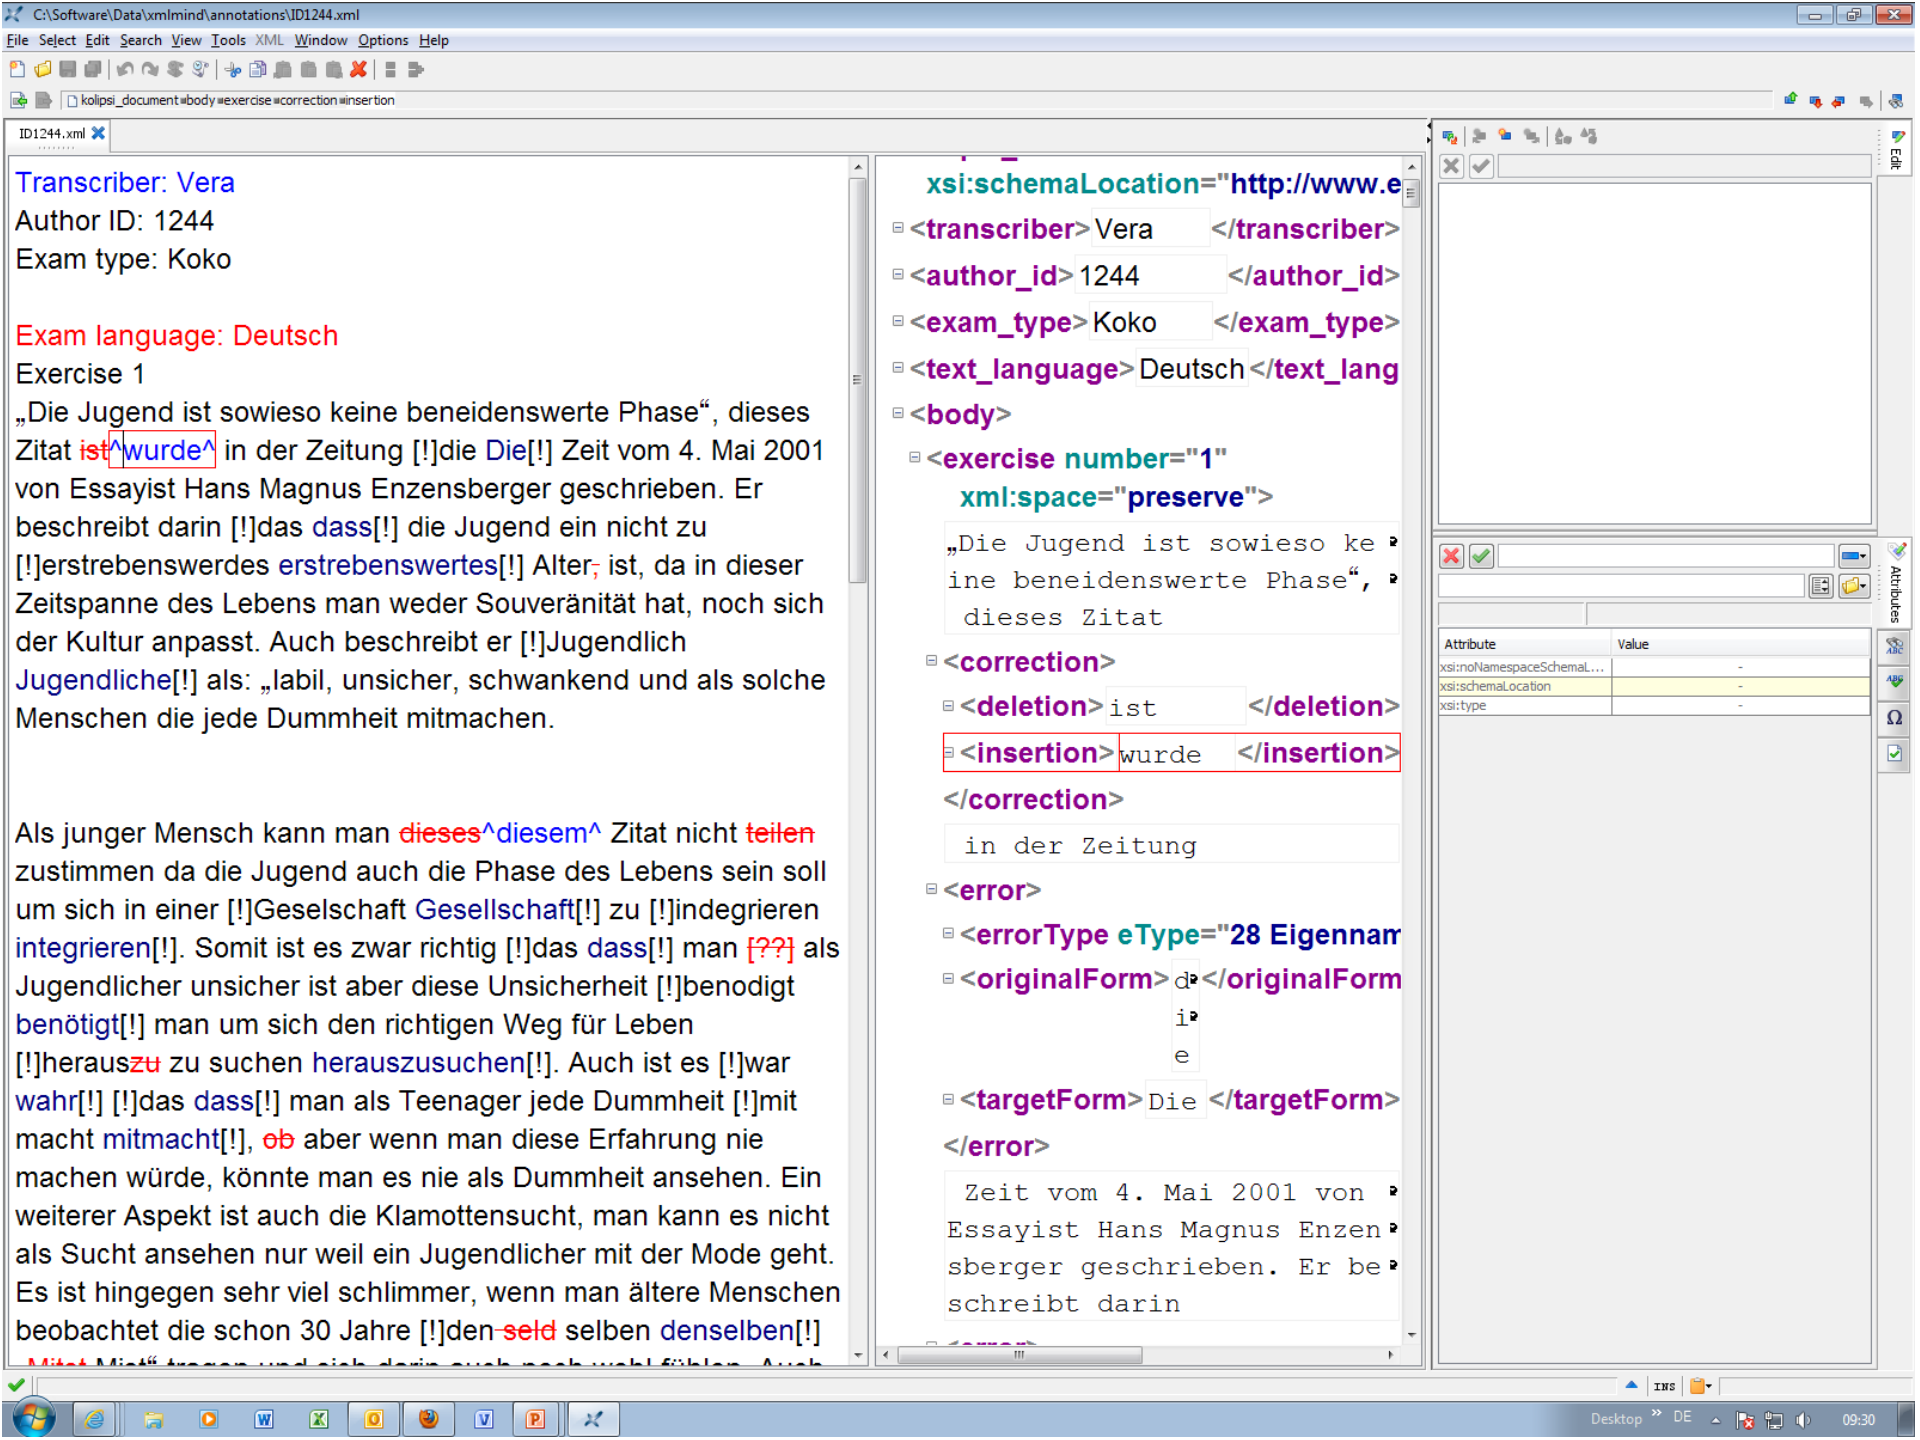 C:\Software\Data\xmlmind\annotations\ID1244.xml
File Select Edit Search View Tools XML Window Options Help
kolipsi_document body exercise correction insertion
ID1244.xml
Transcriber: Vera
Author ID: 1244
Exam type: Koko
Exam language: Deutsch
Exercise 1
„Die Jugend ist sowieso keine beneidenswerte Phase“, dieses
Zitat ist^wurde^ in der Zeitung [!]die Die[!] Zeit vom 4. Mai 2001
von Essayist Hans Magnus Enzensberger geschrieben. Er
beschreibt darin [!]das dass[!] die Jugend ein nicht zu
[!]erstrebenswerdes erstrebenswertes[!] Alter, ist, da in dieser
Zeitspanne des Lebens man weder Souveränität hat, noch sich
der Kultur anpasst. Auch beschreibt er [!]Jugendlich
Jugendliche[!] als: „labil, unsicher, schwankend und als solche
Menschen die jede Dummheit mitmachen.
Als junger Mensch kann man dieses^diesem^ Zitat nicht teilen
zustimmen da die Jugend auch die Phase des Lebens sein soll
um sich in einer [!]Geselschaft Gesellschaft[!] zu [!]indegrieren
integrieren[!]. Somit ist es zwar richtig [!]das dass[!] man [??] als
Jugendlicher unsicher ist aber diese Unsicherheit [!]benodigt
benötigt[!] man um sich den richtigen Weg für Leben
[!]herauszu zu suchen herauszusuchen[!]. Auch ist es [!]war
wahr[!] [!]das dass[!] man als Teenager jede Dummheit [!]mit
macht mitmacht[!], ob aber wenn man diese Erfahrung nie
machen würde, könnte man es nie als Dummheit ansehen. Ein
weiterer Aspekt ist auch die Klamottensucht, man kann es nicht
als Sucht ansehen nur weil ein Jugendlicher mit der Mode geht.
Es ist hingegen sehr viel schlimmer, wenn man ältere Menschen
beobachtet die schon 30 Jahre [!]den seld selben denselben[!]
xsi:schemaLocation="http://www.e
<transcriber>Vera </transcriber>
<author_id>1244 </author_id>
<exam_type>Koko </exam_type>
<text_language>Deutsch</text_lang
<body>
<exercise number="1"
xml:space="preserve">
„Die Jugend ist sowieso ke
ine beneidenswerte Phase“,
dieses Zitat
<correction>
<deletion>ist </deletion>
<insertion>wurde </insertion>
</correction>
in der Zeitung
<error>
<errorType eType="28 Eigennam
<originalForm>d</originalForm
i
e
<targetForm>Die </targetForm>
</error>
Zeit vom 4. Mai 2001 von
Essayist Hans Magnus Enzen
sberger geschrieben. Er be
schreibt darin
Edit
Attributes
Attribute Value
xsi:noNamespaceSchemaL... -
xsi:schemaLocation -
xsi:type -
INS
Desktop » DE 09:30